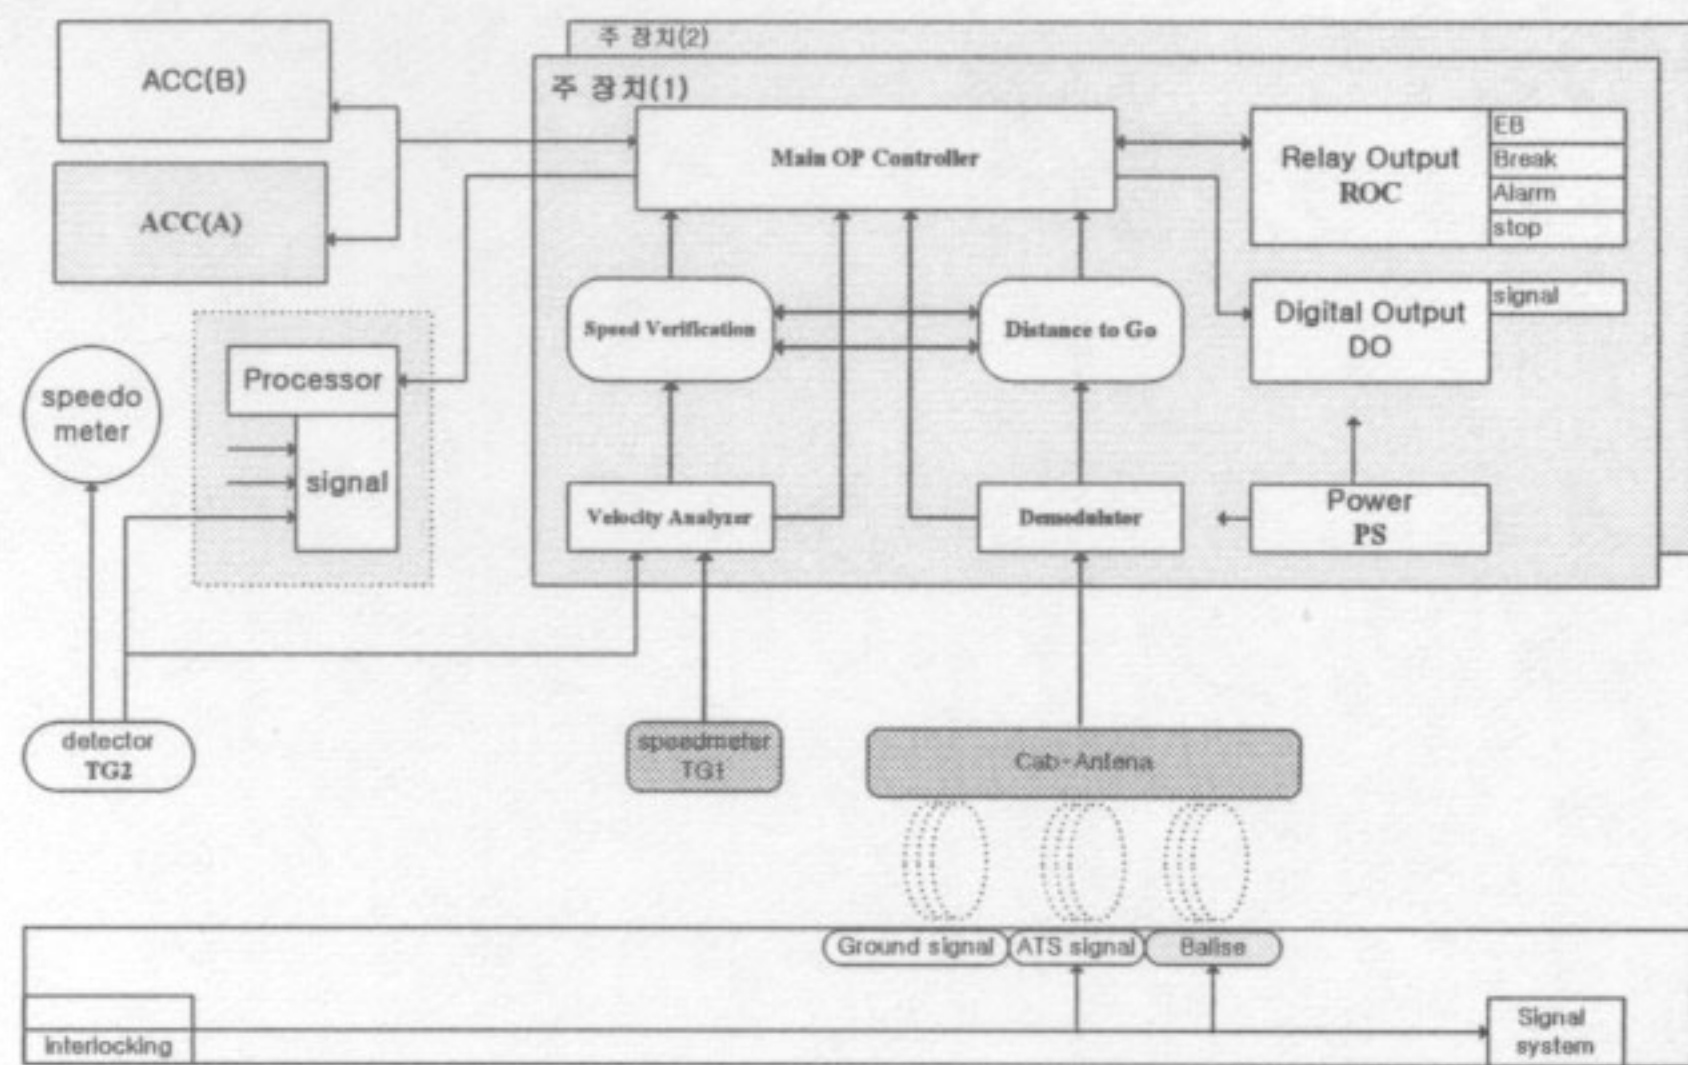 주 장치(2)
주 장치(1)
ACC(B)
ACC(A)
Main OP Controller
Relay Output
ROC
EB
Break
Alarm
stop
Speed Verification
Distance to Go
Digital Output
DO
signal
speedo
meter
Processor
signal
Velocity Analyzer
Demodulator
Power
PS
detector
TG2
speedmeter
TG1
Cab-Antena
Ground signal
ATS signal
Balise
interlocking
Signal
system